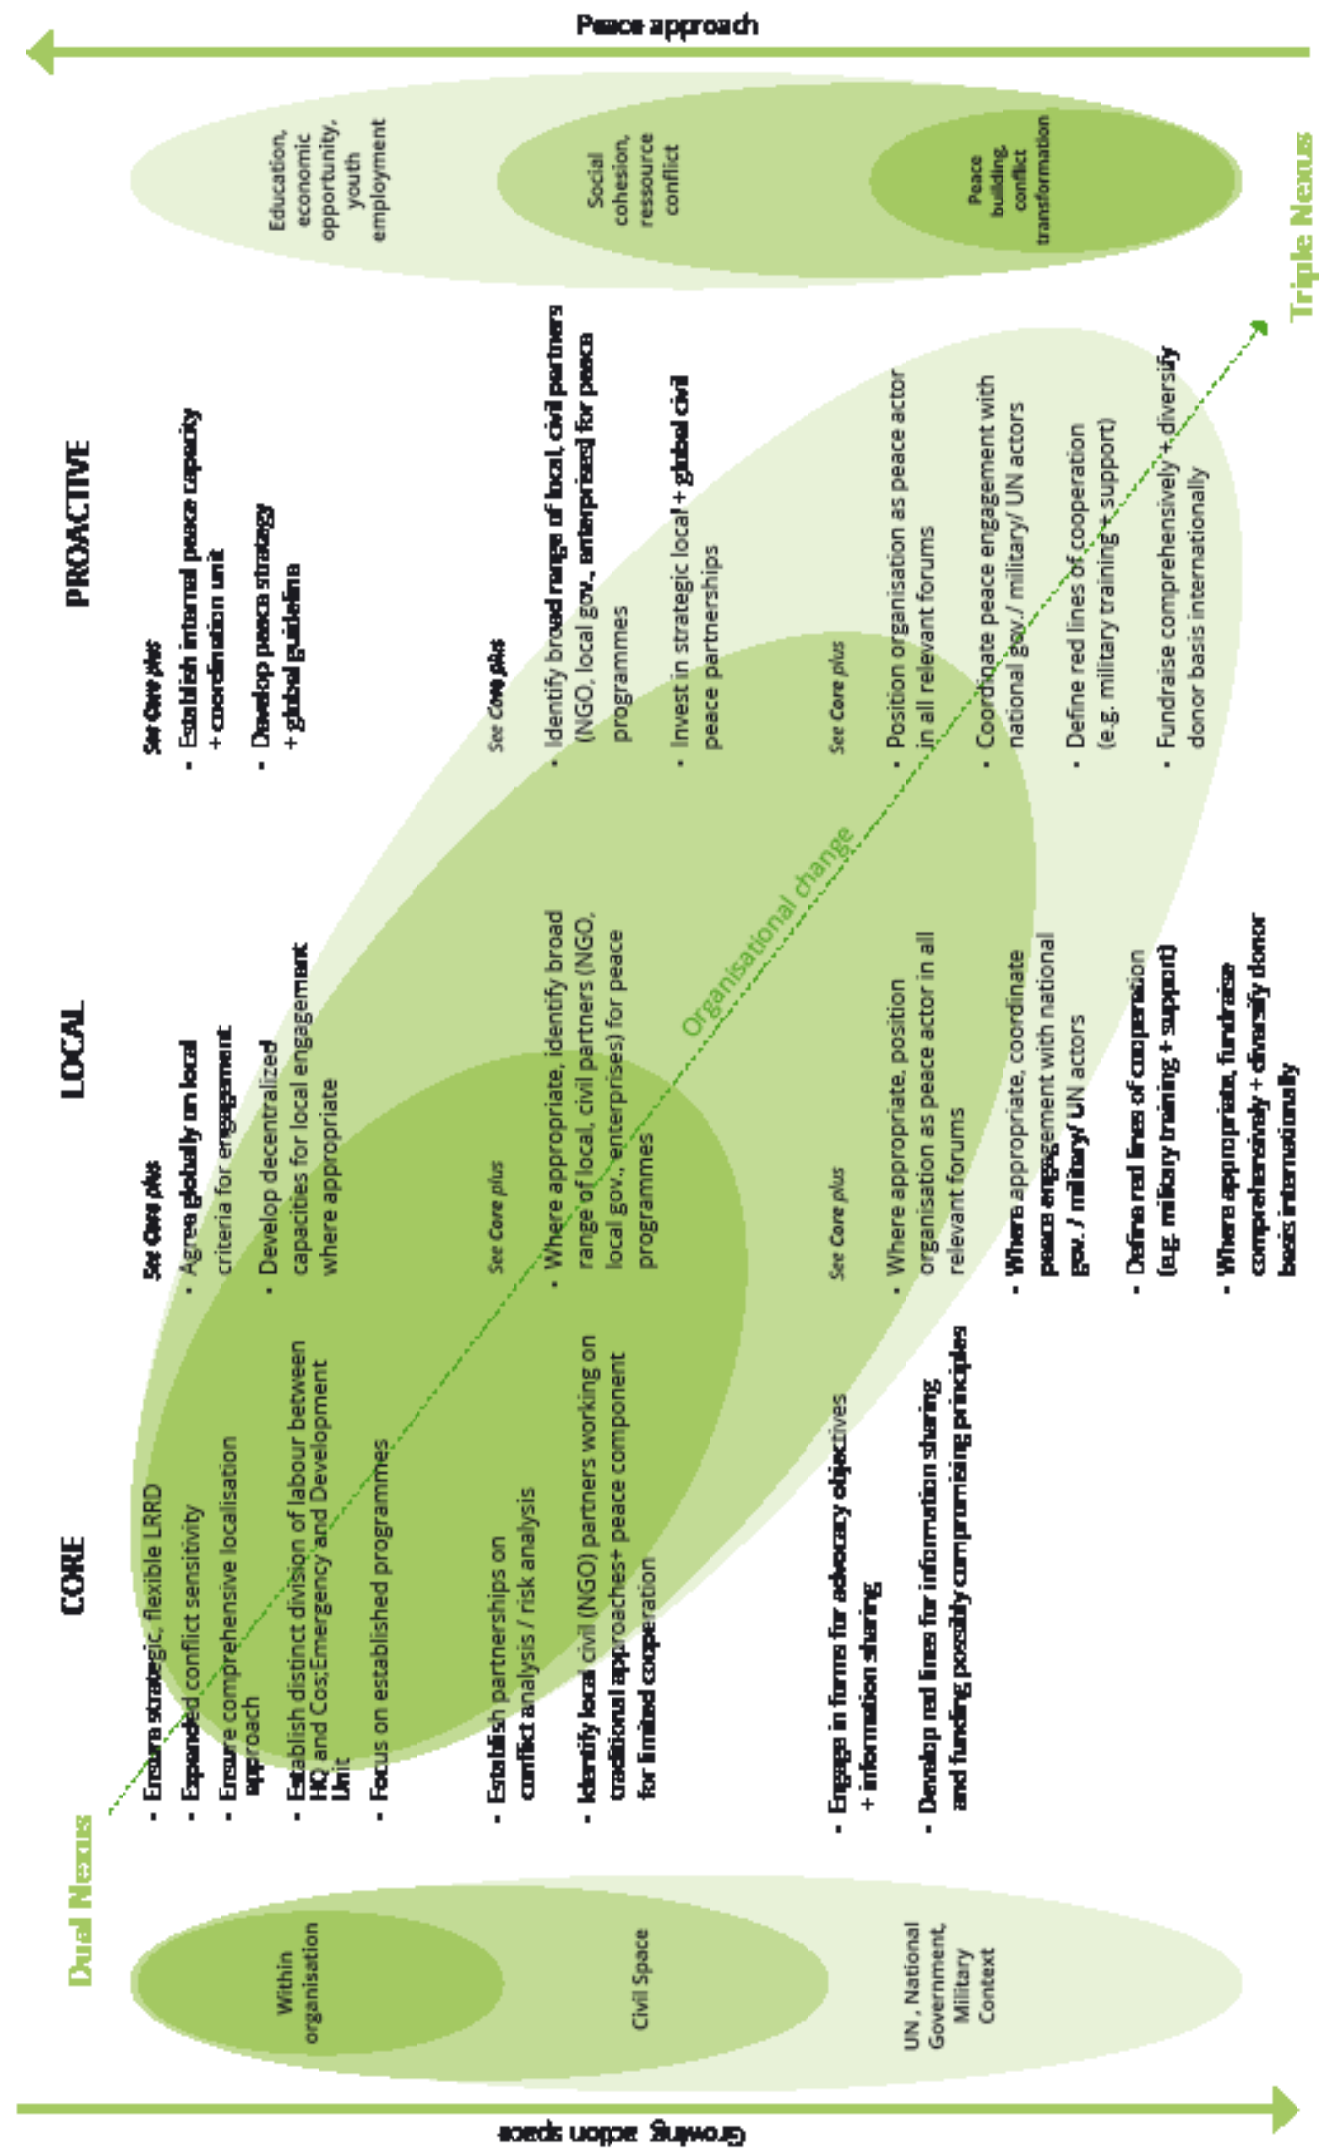 Dual Nexus
CORE
LOCAL
PROACTIVE
Growing action space
Within
organisation
• Ensure strategic, flexible LRRD
• Expanded conflict sensitivity
• Ensure comprehensive localisation
approach
• Establish distinct division of labour between
HQ and Cos;Emergency and Development
Unit
• Focus on established programmes
See Core plus
• Agree globally on local
criteria for engagement
• Develop decentralized
capacities for local engagement
where appropriate
See Core plus
• Establish internal peace capacity
+ coordination unit
• Develop peace strategy
+ global guideline
Education,
economic
opportunity,
youth
employment
Civil Space
• Establish partnerships on
conflict analysis / risk analysis
• Identify local civil (NGO) partners working on
traditional approaches+ peace component
for limited cooperation
See Core plus
• Where appropriate, identify broad
range of local, civil partners (NGO,
local gov., enterprises) for peace
programmes
See Core plus
• Identify broad range of local, civil partners
(NGO, local gov., enterprises) for peace
programmes
• Invest in strategic local + global civil
peace partnerships
Social
cohesion,
ressource
conflict
UN , National
Government,
Military
Context
• Engage in forms for advocacy objectives
+ information sharing
• Develop red lines for information sharing
and funding possibly compromising principles
See Core plus
• Where appropriate, position
organisation as peace actor in all
relevant forums
• Where appropriate, coordinate
peace engagement with national
gov. / military/ UN actors
• Define red lines of cooperation
(e.g. military training + support)
• Where appropriate, fundraise
comprehensively + diversify donor
basis internationally
See Core plus
• Position organisation as peace actor
in all relevant forums
• Coordinate peace engagement with
national gov./ military/ UN actors
• Define red lines of cooperation
(e.g. military training + support)
• Fundraise comprehensively + diversify
donor basis internationally
Peace
building,
conflict
transformation
Organisational change
Peace approach
Triple Nexus